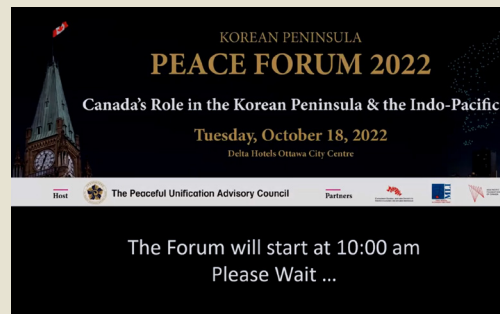 KOREAN PENINSULA
PEACE FORUM 2022
Canada's Role in the Korean Peninsula & the Indo-Pacific
Tuesday, October 18, 2022
Delta Hotels Ottawa City Centre
Host The Peaceful Unification Advisory Council Partners MLI
The Forum will start at 10:00 am
Please Wait ...